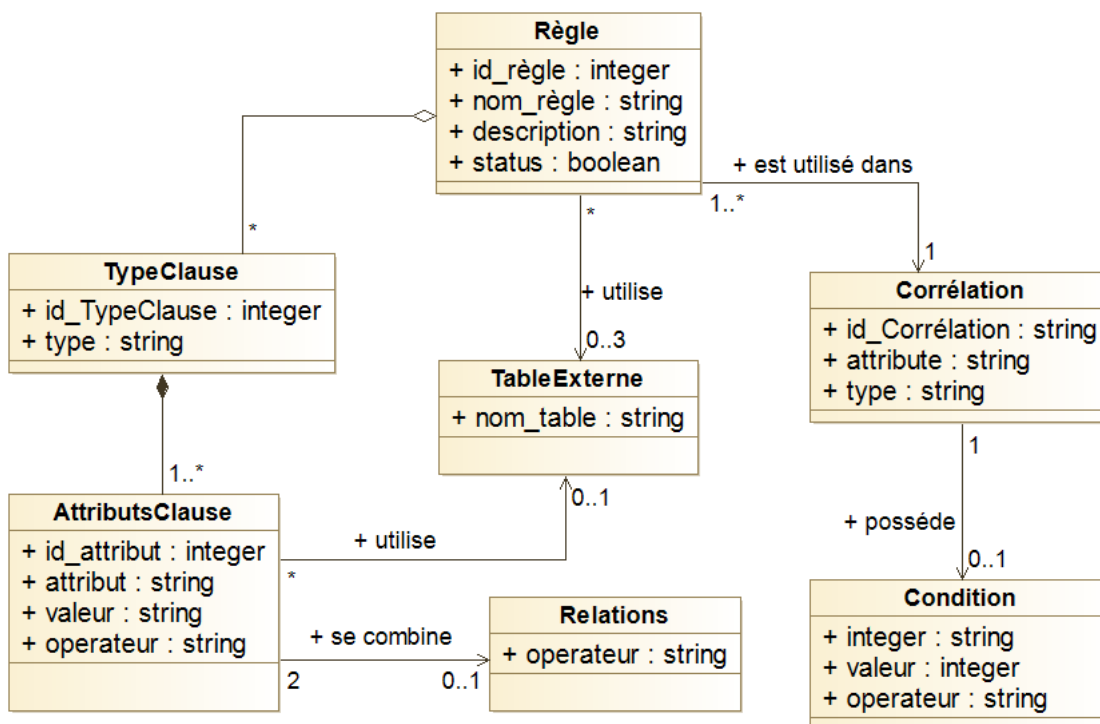 Règle
+ id_règle : integer
+ nom_règle : string
+ description : string
+ status : boolean
+ est utilisé dans
1..*
*
1
*
TypeClause
+ id_TypeClause : integer
+ type : string
+ utilise
0..3
Corrélation
+ id_Corrélation : string
+ attribute : string
+ type : string
TableExterne
+ nom_table : string
1
1..*
0..1
AttributsClause
+ id_attribut : integer
+ attribut : string
+ valeur : string
+ operateur : string
+ utilise
*
+ posséde
0..1
Condition
+ integer : string
+ valeur : integer
+ operateur : string
+ se combine
2
0..1
Relations
+ operateur : string